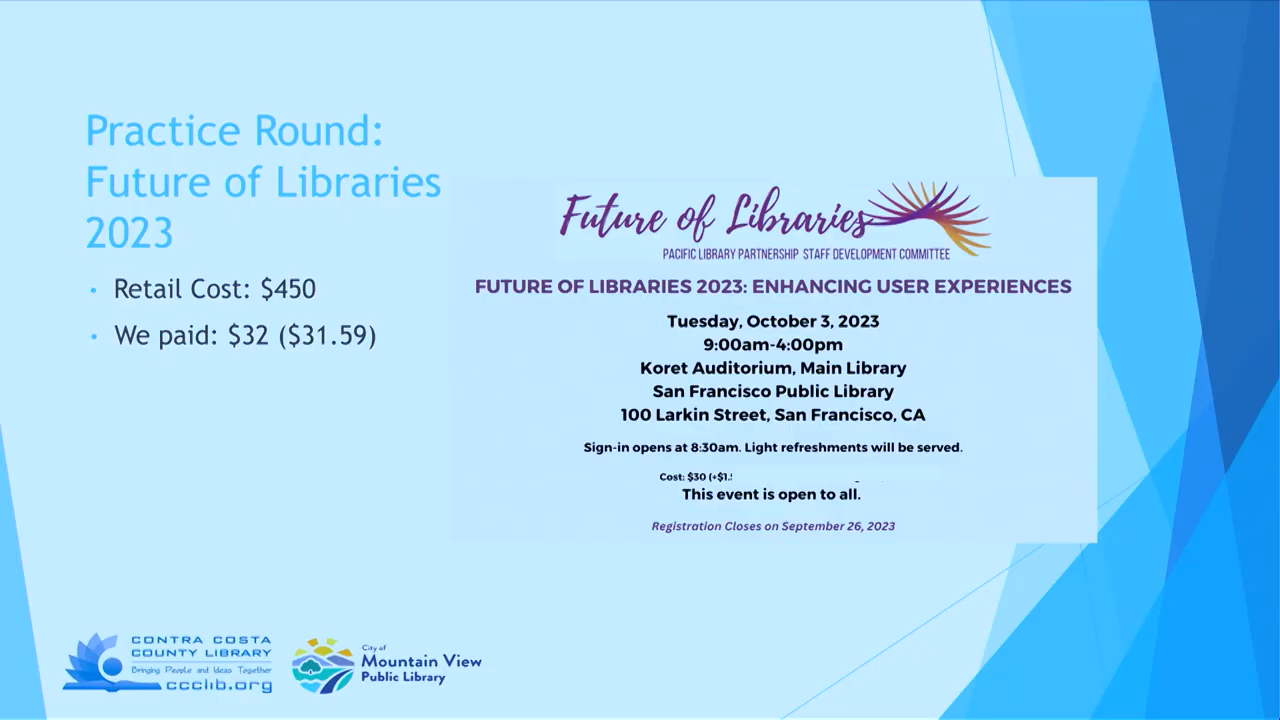 Practice Round:
Future of Libraries
2023
• Retail Cost: $450
• We paid: $32 ($31.59)
Future of Libraries
PACIFIC LIBRARY PARTNERSHIP STAFF DEVELOPMENT COMMITTEE
FUTURE OF LIBRARIES 2023: ENHANCING USER EXPERIENCES
Tuesday, October 3, 2023
9:00am-4:00pm
Koret Auditorium, Main Library
San Francisco Public Library
100 Larkin Street, San Francisco, CA
Sign-in opens at 8:30am. Light refreshments will be served.
Cost: $30 (+$1.
This event is open to all.
Registration Closes on September 26, 2023
CONTRA COSTA
COUNTY LIBRARY
Bringing People and Ideas Together
ccclib.org
City of
Mountain View
Public Library